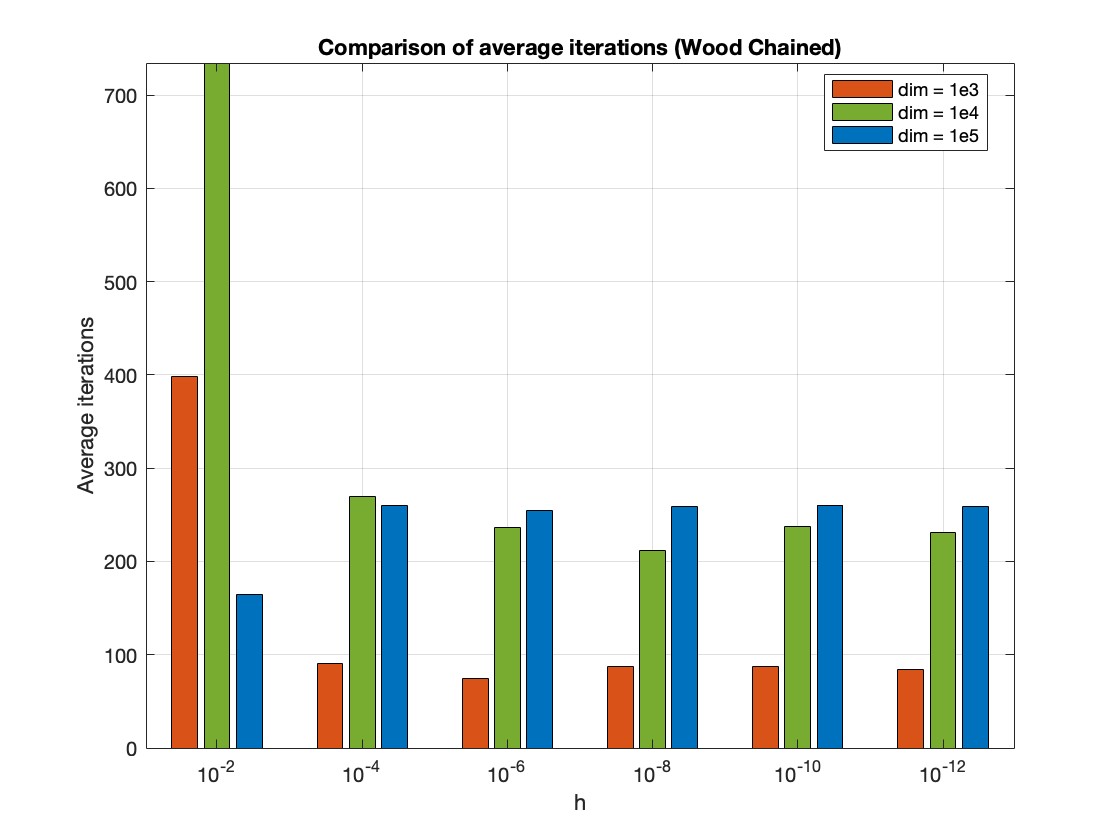 Comparison of average iterations (Wood Chained)
dim = 1e3
dim = 1e4
dim = 1e5
Average iterations
700
600
500
400
300
200
100
0
10^-2 10^-4 10^-6 10^-8 10^-10 10^-12
h